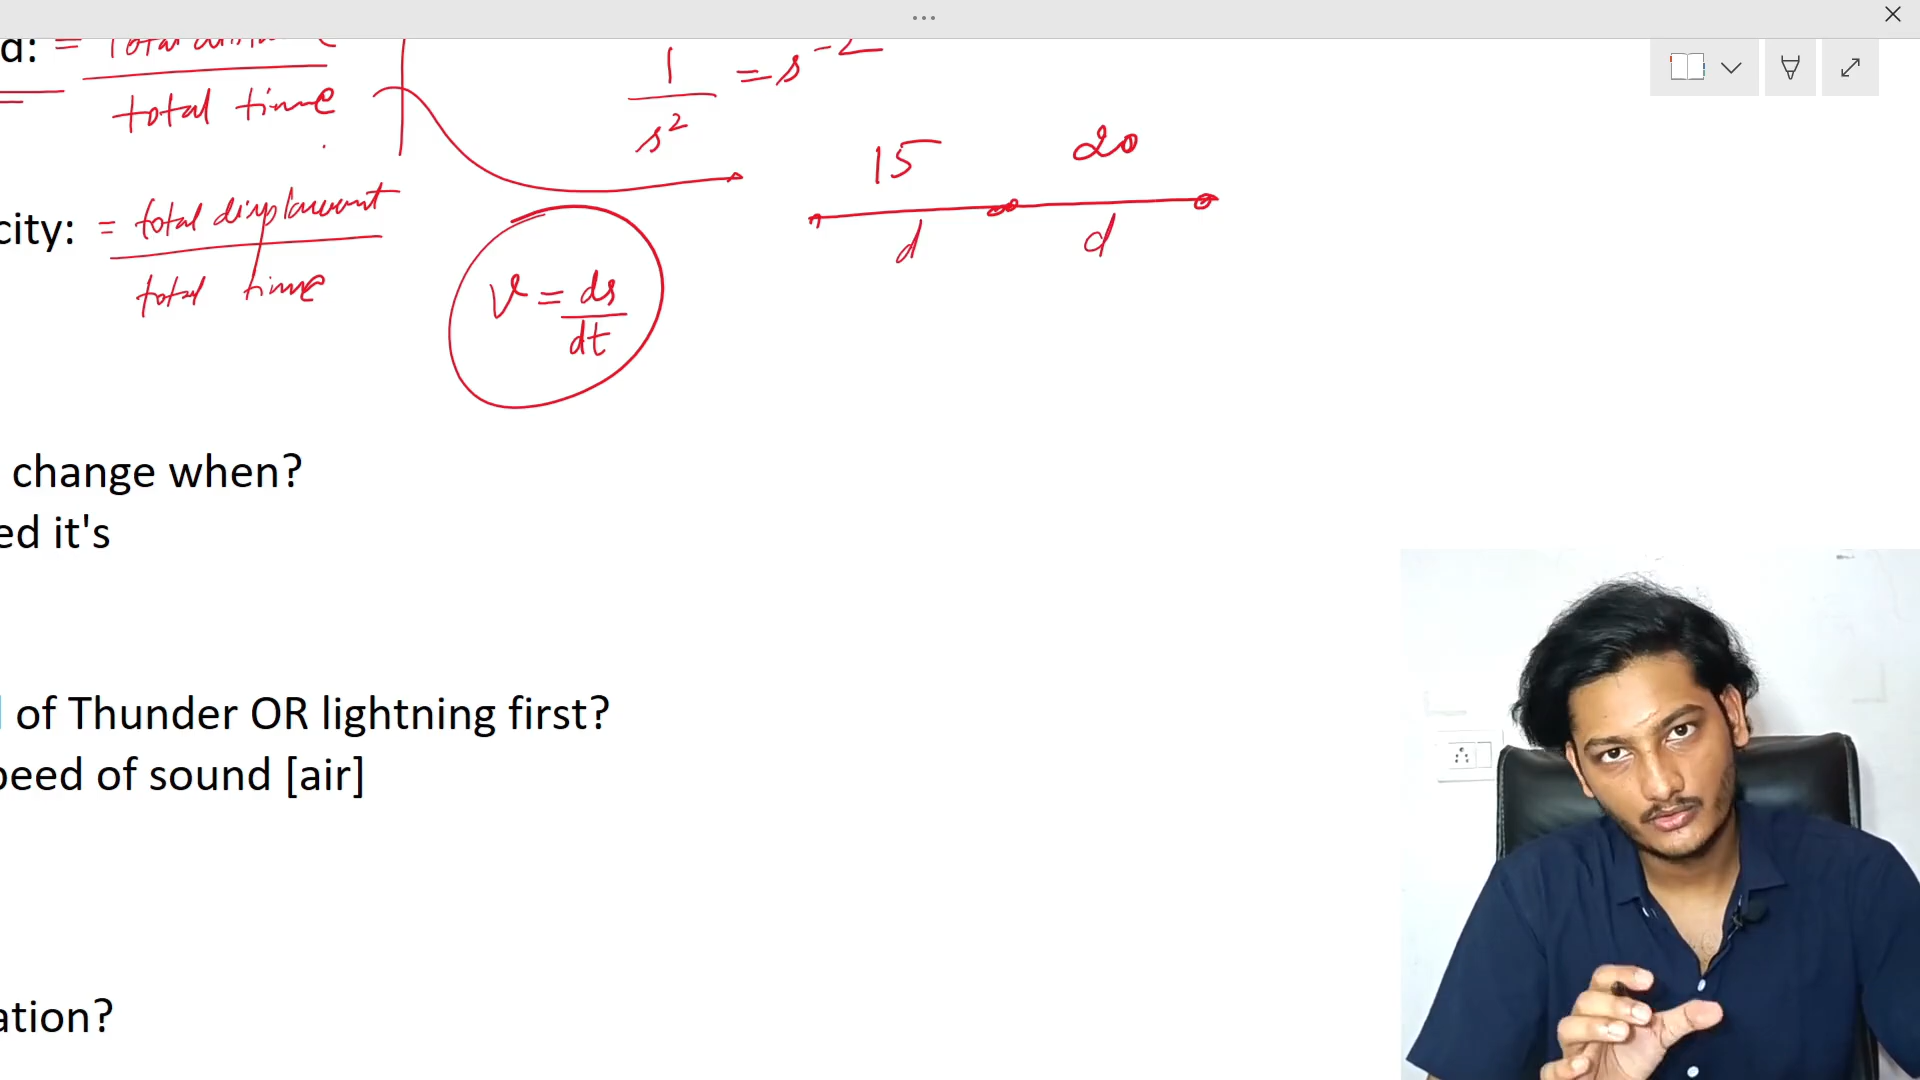 d: = Total
total time
1/s² = s⁻²
15 20
d d
city: = total displacement
total time
v = ds/dt
change when?
ed it's
of Thunder OR lightning first?
peed of sound [air]
ation?